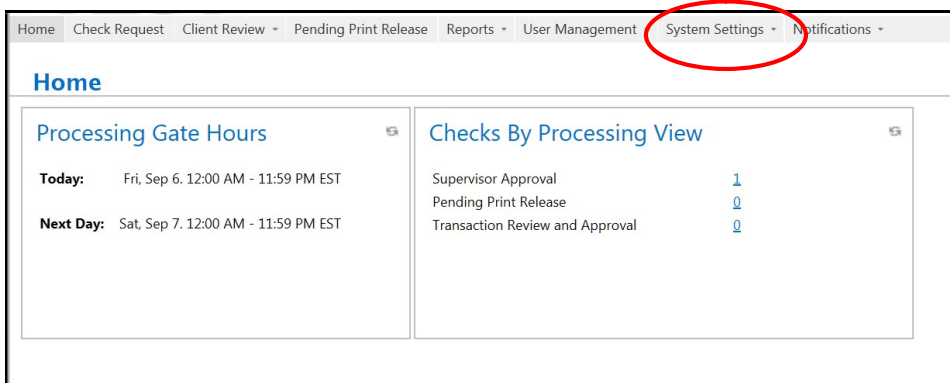 Home Check Request Client Review Pending Print Release Reports User Management System Settings Notifications
Home
Processing Gate Hours
Today: Fri, Sep 6. 12:00 AM - 11:59 PM EST
Next Day: Sat, Sep 7. 12:00 AM - 11:59 PM EST
Checks By Processing View
Supervisor Approval 1
Pending Print Release 0
Transaction Review and Approval 0